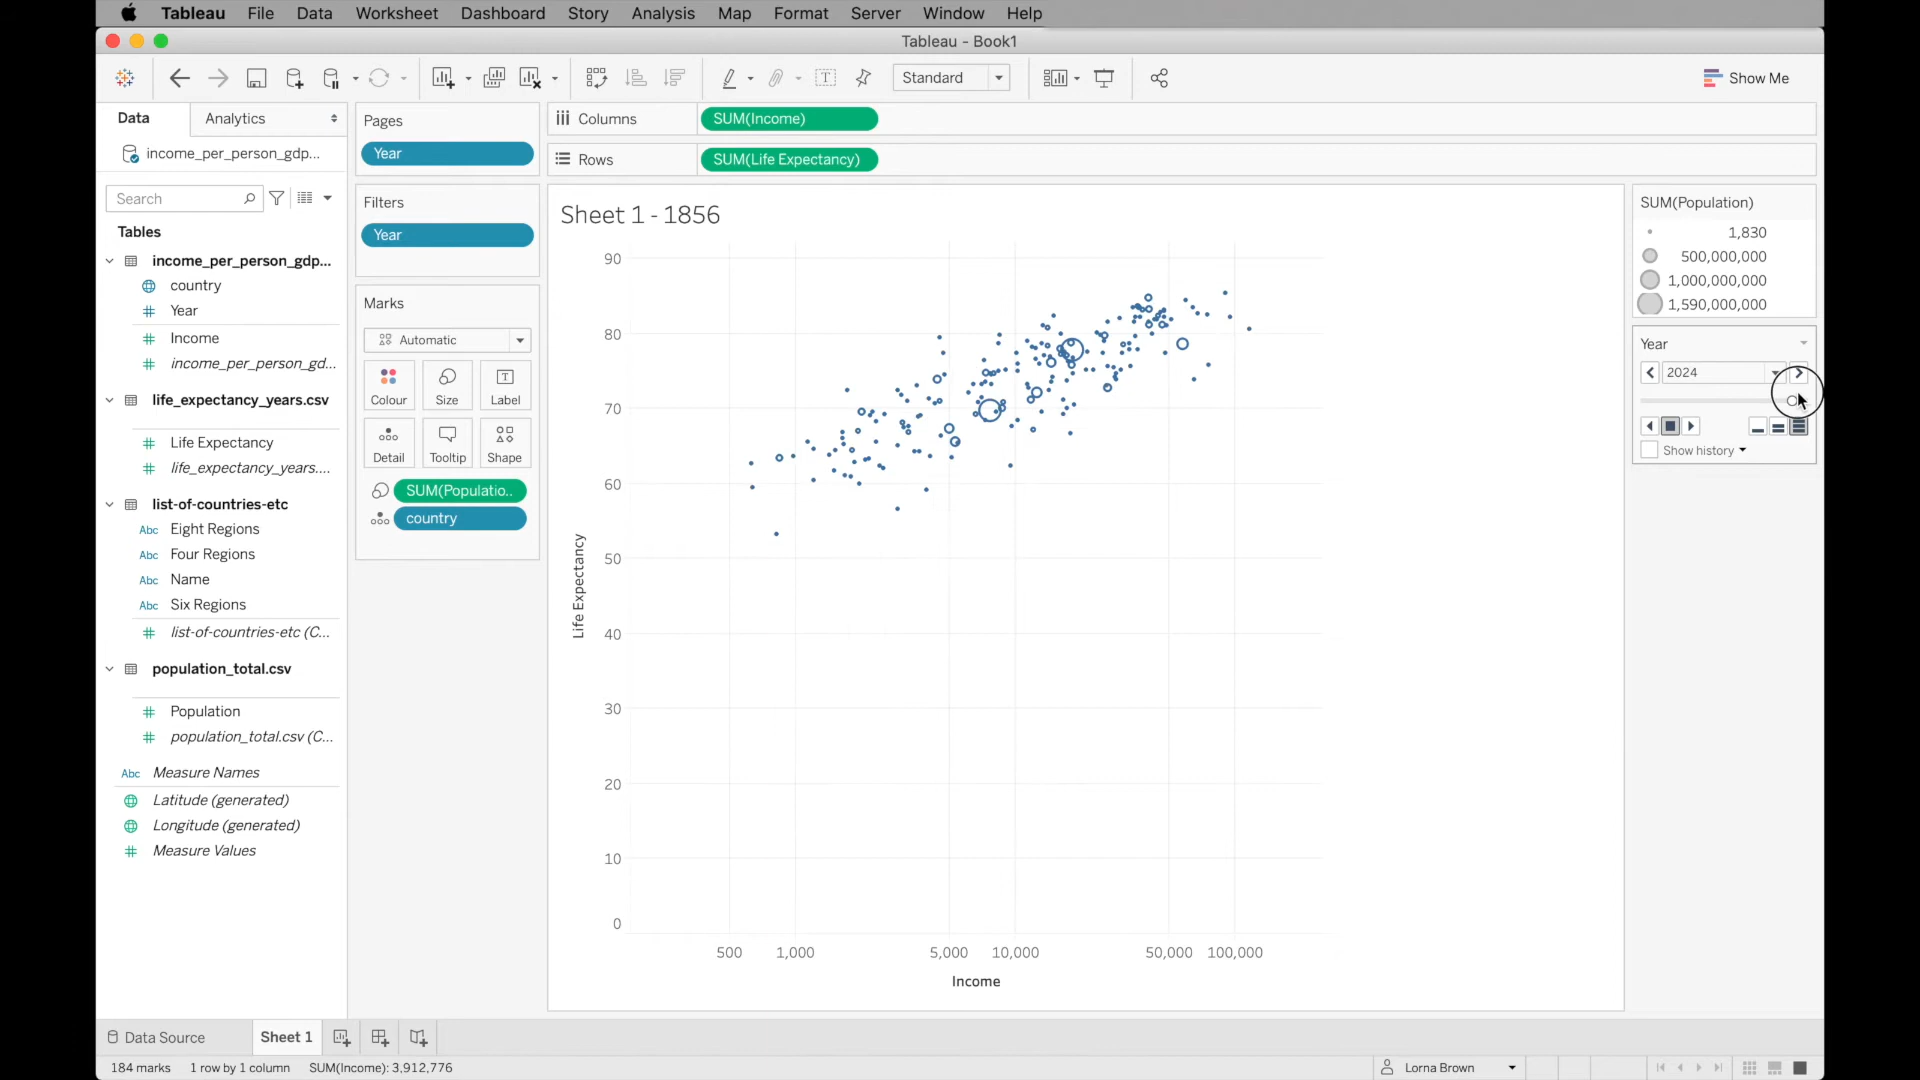 Tableau File Data Worksheet Dashboard Story Analysis Map Format Server Window Help
Tableau - Book1
Standard
Show Me
Data
Analytics
income_per_person_gdp...
Search
Tables
income_per_person_gdp...
country
Year
Income
income_per_person_gd...
life_expectancy_years.csv
Life Expectancy
life_expectancy_years....
list-of-countries-etc
Abc Eight Regions
Abc Four Regions
Abc Name
Abc Six Regions
list-of-countries-etc (C...
population_total.csv
Population
population_total.csv (C...
Abc Measure Names
Latitude (generated)
Longitude (generated)
Measure Values
Pages
Year
Filters
Year
Marks
Automatic
Colour Size Label
Detail Tooltip Shape
SUM(Populatio..
country
Columns SUM(Income)
Rows SUM(Life Expectancy)
Sheet 1 - 1856
90
80
70
60
50
40
30
20
10
0
Life Expectancy
500 1,000 5,000 10,000 50,000 100,000
Income
SUM(Population)
1,830
500,000,000
1,000,000,000
1,590,000,000
Year
2024
Show history
Data Source Sheet 1
184 marks 1 row by 1 column SUM(Income): 3,912,776
Lorna Brown